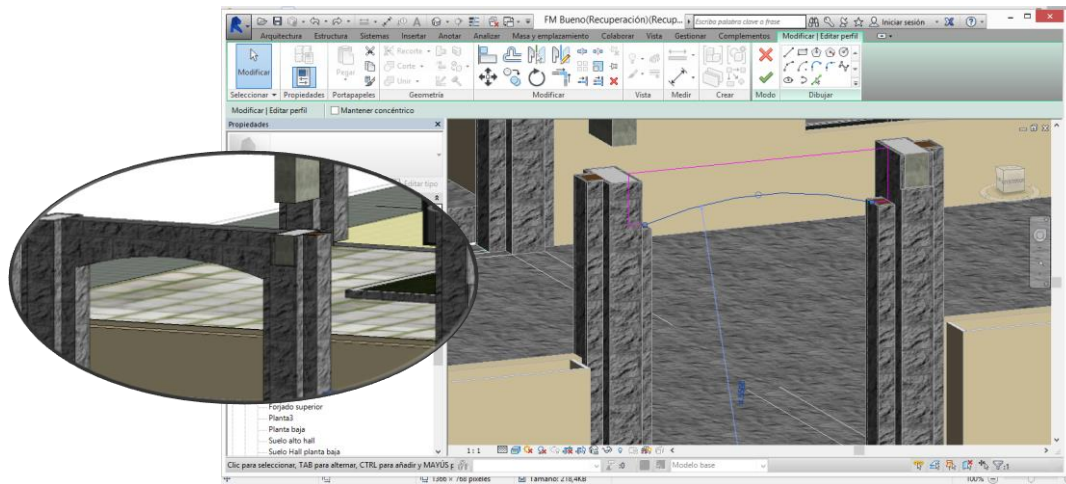 FM Bueno(Recuperación)(Recup...
Escriba palabra clave o frase
Iniciar sesión
Arquitectura Estructura Sistemas Insertar Anotar Analizar Masa y emplazamiento Colaborar Vista Gestionar Complementos Modificar | Editar perfil
Modificar
Pegar
Recorte
Corte
Unir
Seleccionar Propiedades Portapapeles Geometría Modificar Vista Medir Crear Modo Dibujar
Modificar | Editar perfil Mantener concéntrico
Propiedades
Editar tipo
Forjado superior
Planta3
Planta baja
Suelo alto hall
Suelo Hall planta baja
1 : 1
Clic para seleccionar, TAB para alternar, CTRL para añadir y MAYÚS p
:0 Modelo base :1
1366 × 768 píxeles Tamaño: 218,4KB 100%